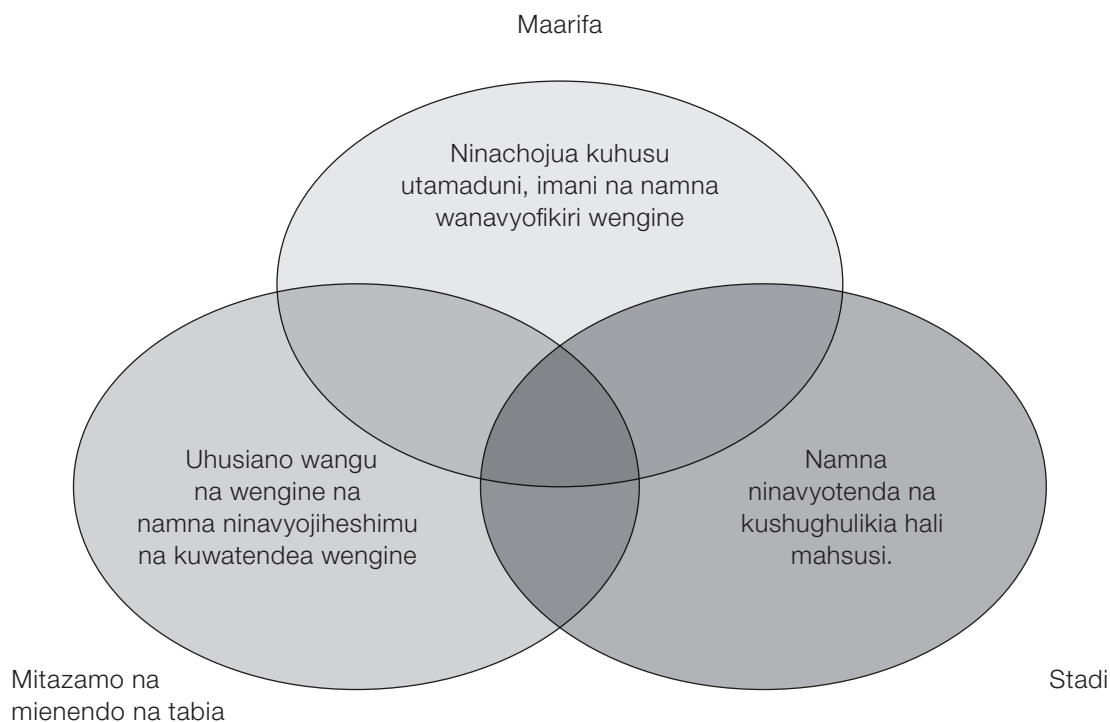 Maarifa
Ninachojua kuhusu
utamaduni, imani na namna
wanavyofikiri wengine
Uhusiano wangu
na wengine na
namna ninavyojiheshimu
na kuwatendea wengine
Namna
ninavyotenda na
kushughulikia hali
mahsusi.
Mitazamo na
mienendo na tabia
Stadi